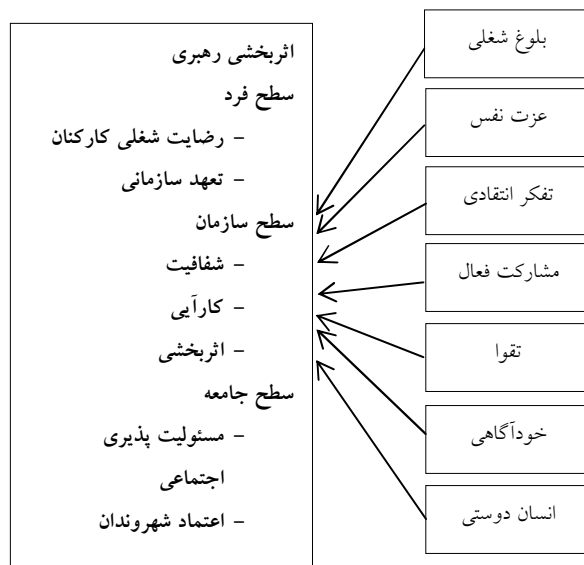 اثربخشی رهبری
سطح فرد
– رضایت شغلی کارکنان
– تعهد سازمانی
سطح سازمان
– شفافیت
– کارآیی
– اثربخشی
سطح جامعه
– مسئولیت پذیری
اجتماعی
– اعتماد شهروندان
بلوغ شغلی
عزت نفس
تفکر انتقادی
مشارکت فعال
تقوا
خودآگاهی
انسان دوستی